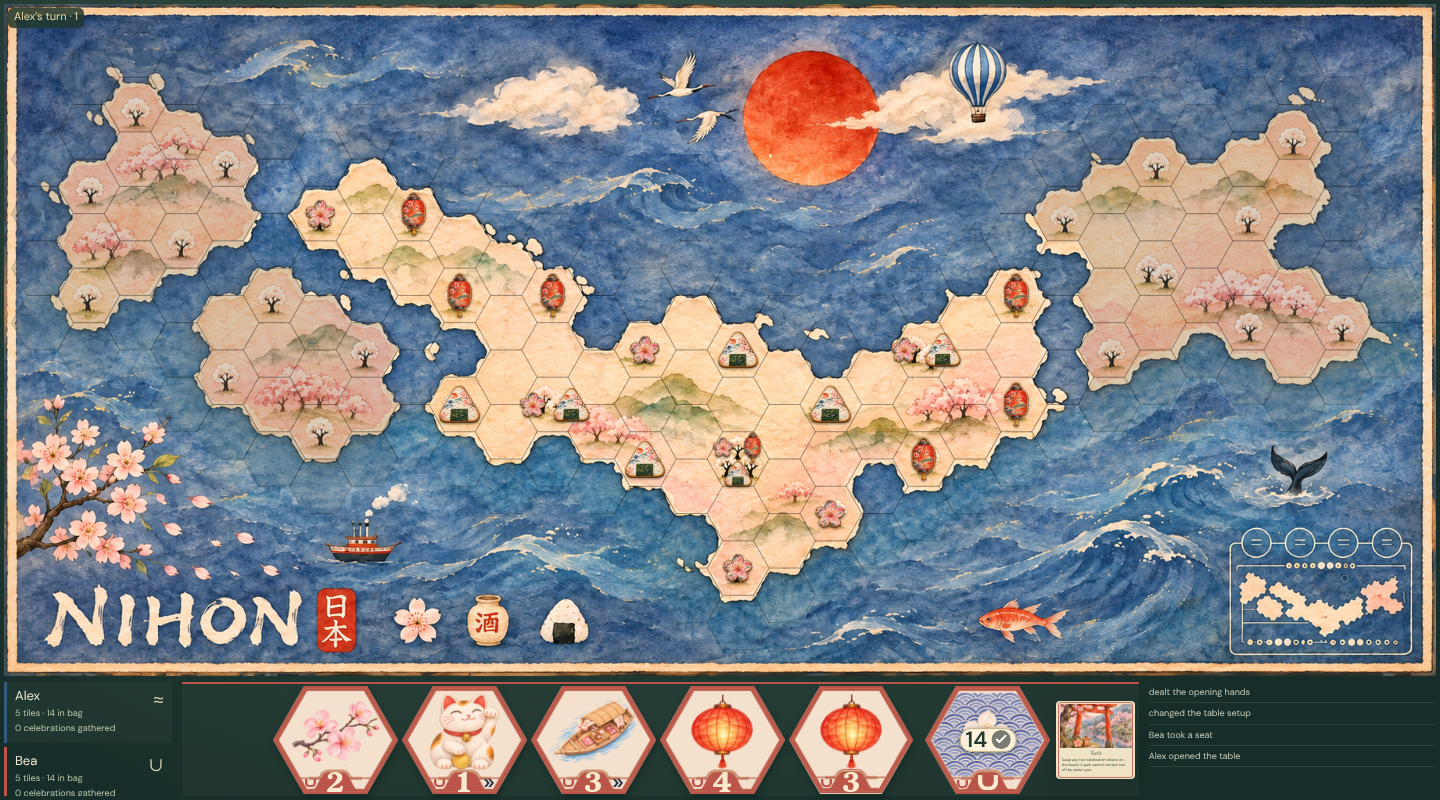 Alex's turn · 1
NIHON
日本
酒
Alex
5 tiles · 14 in bag
0 celebrations gathered
Bea
5 tiles · 14 in bag
0 celebrations gathered
2
1 »
3 »
4
3
14
dealt the opening hands
changed the table setup
Bea took a seat
Alex opened the table